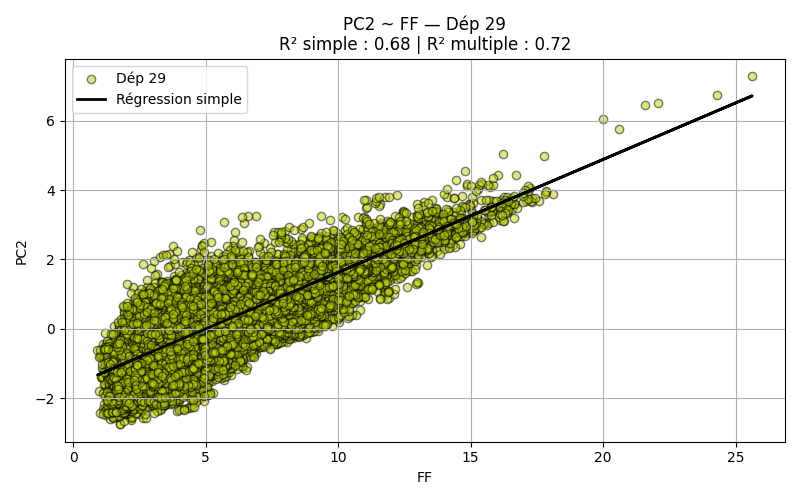 PC2 ~ FF — Dép 29
R² simple : 0.68 | R² multiple : 0.72
Dép 29
Régression simple
PC2
6
4
2
0
−2
0 5 10 15 20 25
FF